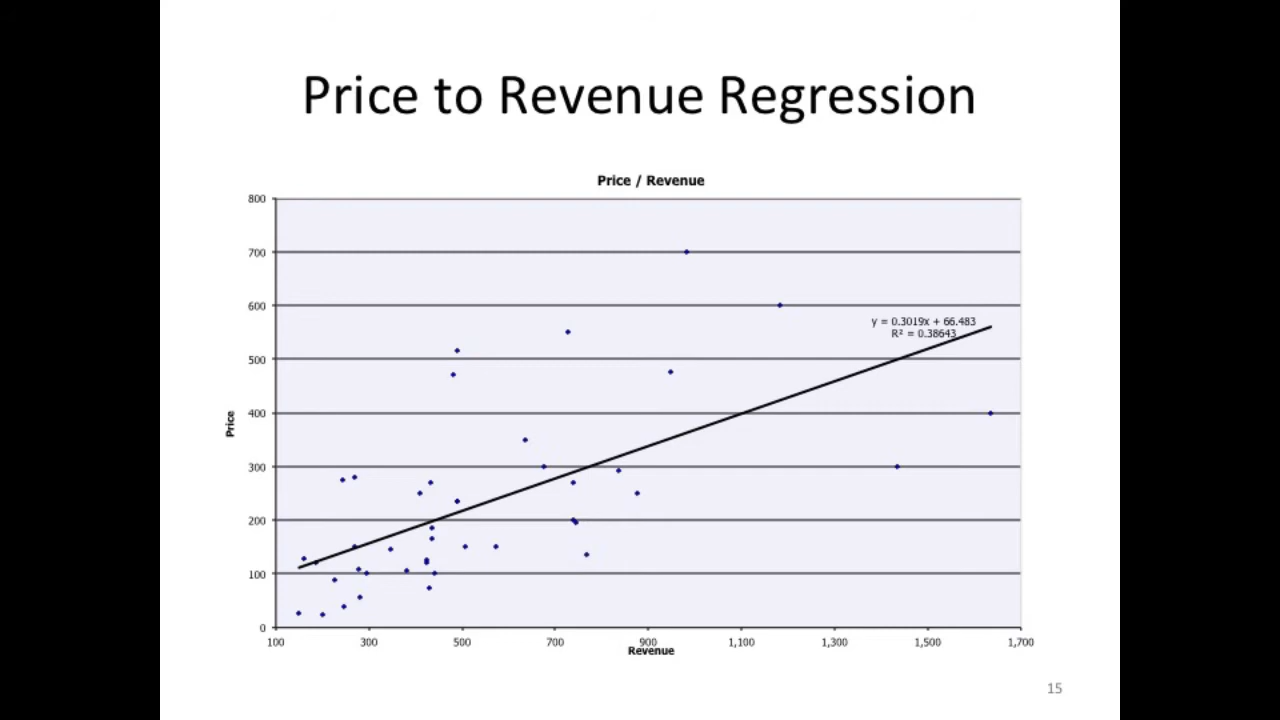 Price to Revenue Regression
Price / Revenue
800
700
600
y = 0.3019x + 66.483
R² = 0.38643
500
400
Price
300
200
100
0
100 300 500 700 900 1,100 1,300 1,500 1,700
Revenue
15